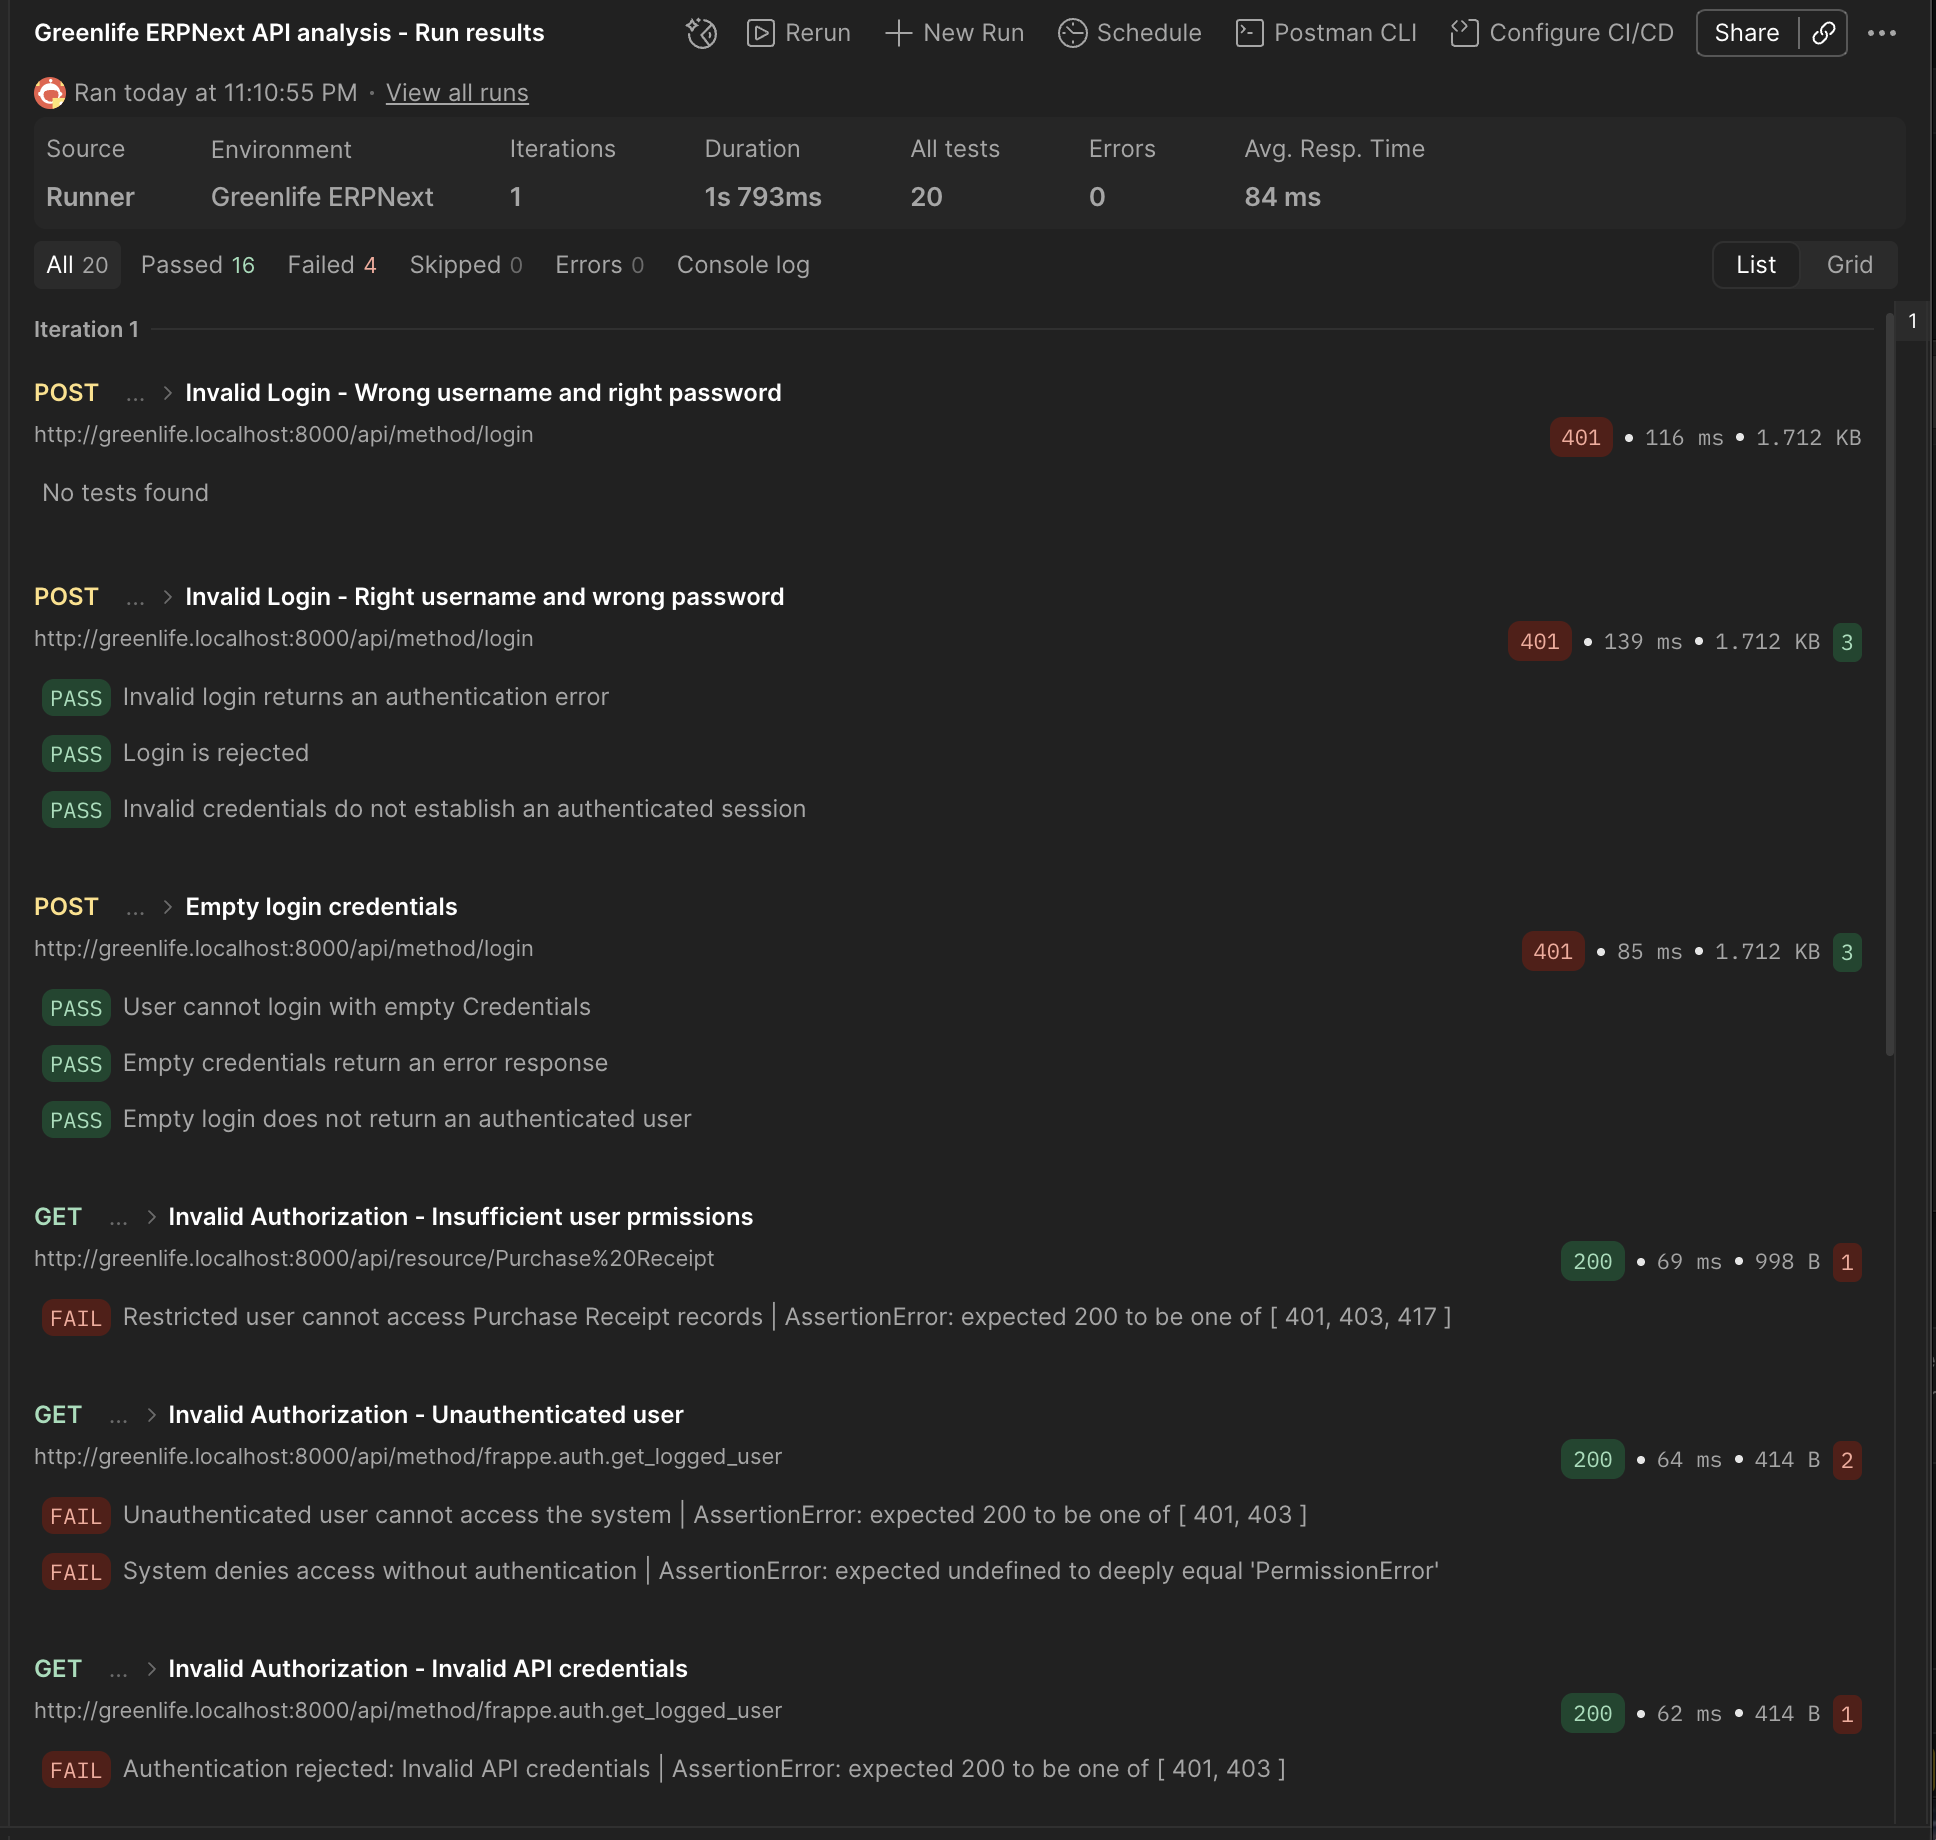 Greenlife ERPNext API analysis - Run results
Rerun
New Run
Schedule
Postman CLI
Configure CI/CD
Share
Ran today at 11:10:55 PM · View all runs
Source Environment Iterations Duration All tests Errors Avg. Resp. Time
Runner Greenlife ERPNext 1 1s 793ms 20 0 84 ms
All 20 Passed 16 Failed 4 Skipped 0 Errors 0 Console log
List Grid
Iteration 1
1
POST ... > Invalid Login - Wrong username and right password
http://greenlife.localhost:8000/api/method/login
401 • 116 ms • 1.712 KB
No tests found
POST ... > Invalid Login - Right username and wrong password
http://greenlife.localhost:8000/api/method/login
401 • 139 ms • 1.712 KB 3
PASS Invalid login returns an authentication error
PASS Login is rejected
PASS Invalid credentials do not establish an authenticated session
POST ... > Empty login credentials
http://greenlife.localhost:8000/api/method/login
401 • 85 ms • 1.712 KB 3
PASS User cannot login with empty Credentials
PASS Empty credentials return an error response
PASS Empty login does not return an authenticated user
GET ... > Invalid Authorization - Insufficient user prmissions
http://greenlife.localhost:8000/api/resource/Purchase%20Receipt
200 • 69 ms • 998 B 1
FAIL Restricted user cannot access Purchase Receipt records | AssertionError: expected 200 to be one of [ 401, 403, 417 ]
GET ... > Invalid Authorization - Unauthenticated user
http://greenlife.localhost:8000/api/method/frappe.auth.get_logged_user
200 • 64 ms • 414 B 2
FAIL Unauthenticated user cannot access the system | AssertionError: expected 200 to be one of [ 401, 403 ]
FAIL System denies access without authentication | AssertionError: expected undefined to deeply equal 'PermissionError'
GET ... > Invalid Authorization - Invalid API credentials
http://greenlife.localhost:8000/api/method/frappe.auth.get_logged_user
200 • 62 ms • 414 B 1
FAIL Authentication rejected: Invalid API credentials | AssertionError: expected 200 to be one of [ 401, 403 ]